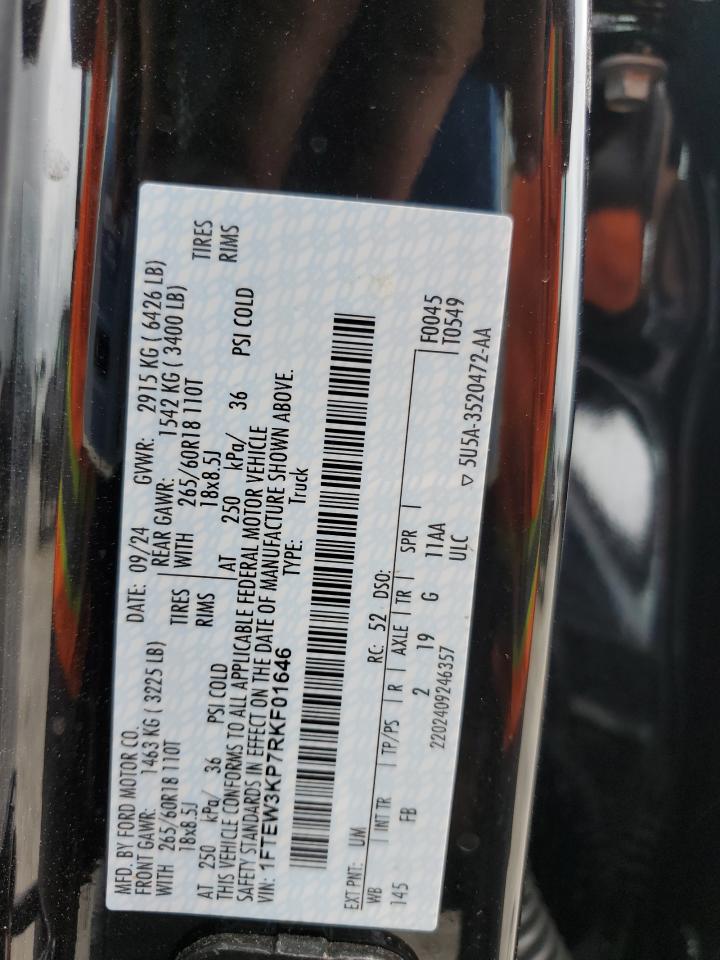 MFD. BY FORD MOTOR CO. DATE: 09/24 GVWR: 2915 KG ( 6426 LB)
FRONT GAWR: 1463 KG ( 3225 LB) REAR GAWR: 1542 KG ( 3400 LB)
WITH 265/60R18 110T TIRES WITH 265/60R18 110T TIRES
18x8.5J RIMS 18x8.5J RIMS
AT 250 kPa/ 36 PSI COLD AT 250 kPa/ 36 PSI COLD
THIS VEHICLE CONFORMS TO ALL APPLICABLE FEDERAL MOTOR VEHICLE
SAFETY STANDARDS IN EFFECT ON THE DATE OF MANUFACTURE SHOWN ABOVE.
VIN: 1FTEW3KP7RKF01646 TYPE: Truck
EXT PNT: UM RC: 52 DSO: F0045
WB INT TR TP/PS R AXLE TR SPR T0549
145 FB 2 19 G 11AA
ULC
2202409246357 ▽ 5U5A-3520472-AA